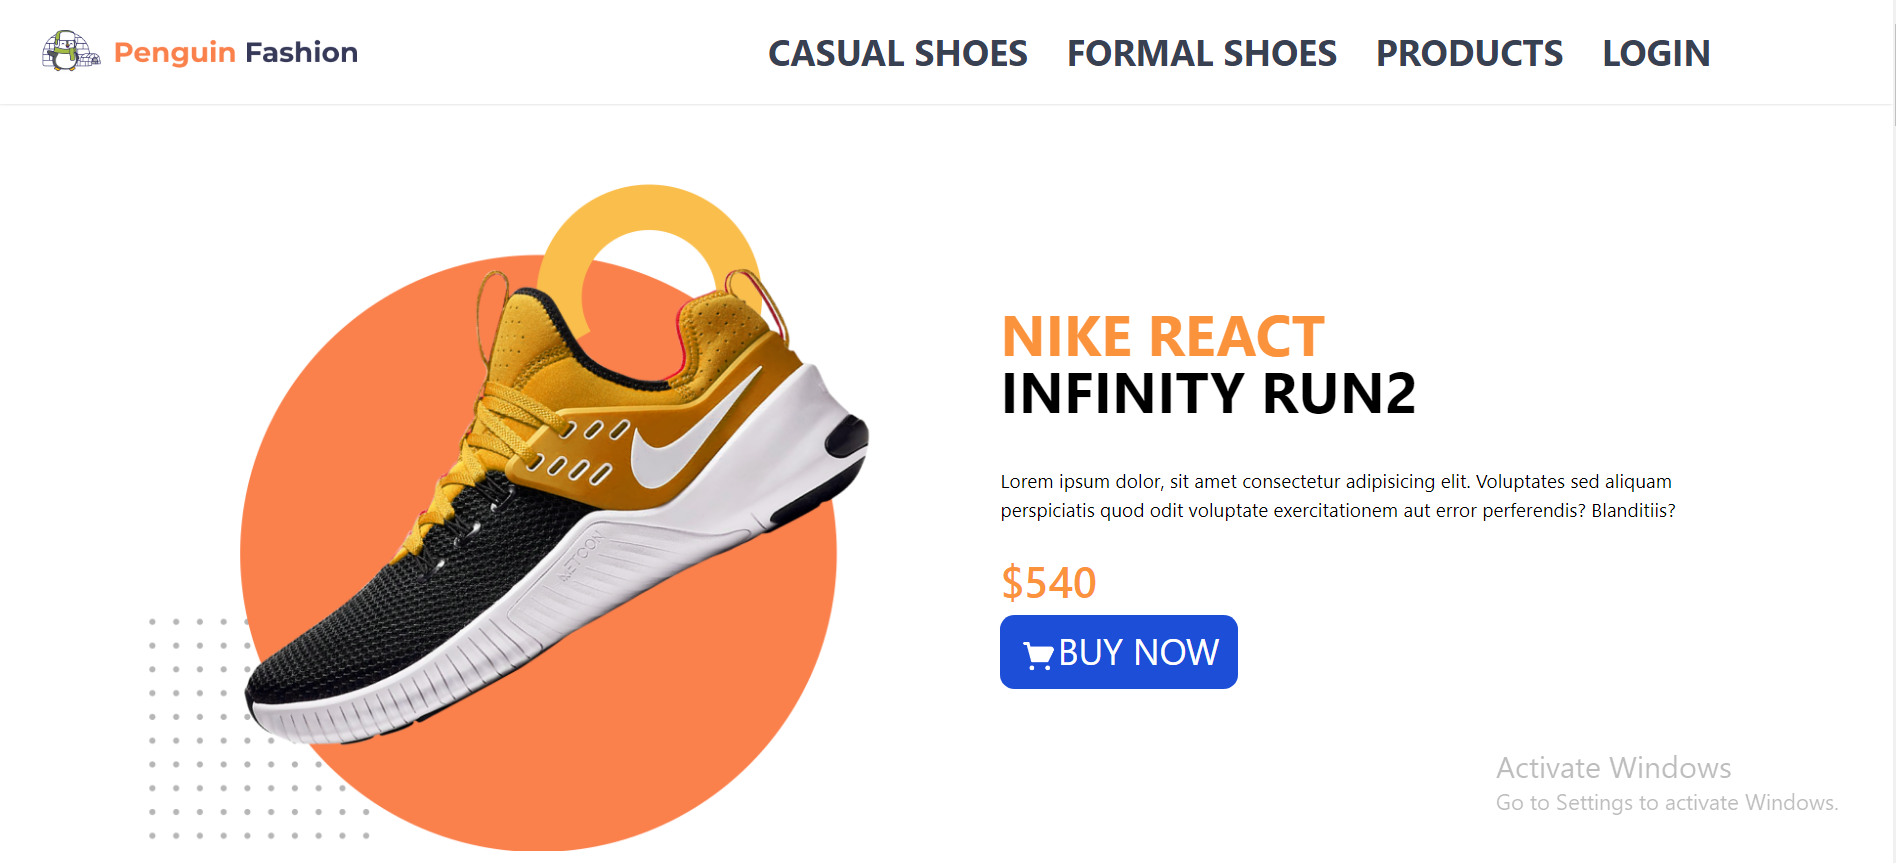 Penguin Fashion
CASUAL SHOES FORMAL SHOES PRODUCTS LOGIN
NIKE REACT
INFINITY RUN2
Lorem ipsum dolor, sit amet consectetur adipisicing elit. Voluptates sed aliquam
perspiciatis quod odit voluptate exercitationem aut error perferendis? Blanditiis?
$540
BUY NOW
METCON
Activate Windows
Go to Settings to activate Windows.